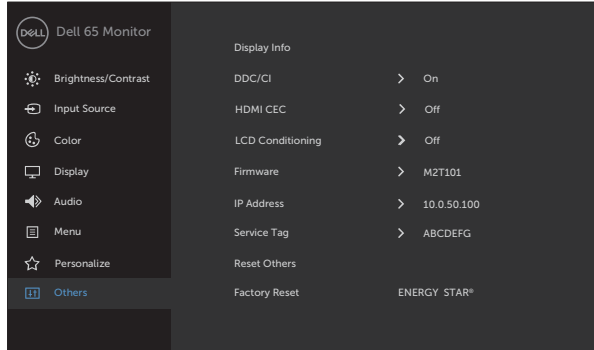 DELL Dell 65 Monitor
Display Info
Brightness/Contrast DDC/CI > On
Input Source HDMI CEC > Off
Color LCD Conditioning > Off
Display Firmware > M2T101
Audio IP Address > 10.0.50.100
Menu Service Tag > ABCDEFG
Personalize Reset Others
Others Factory Reset ENERGY STAR®